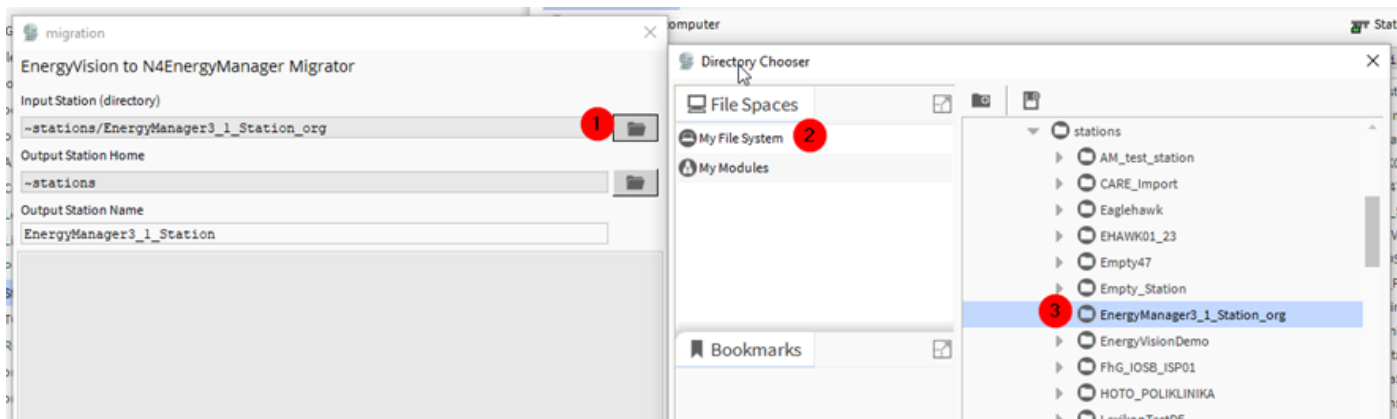 omputer
Stat
migration
EnergyVision to N4EnergyManager Migrator
Input Station (directory)
~stations/EnergyManager3_1_Station_org
1
Output Station Home
~stations
Output Station Name
EnergyManager3_1_Station
Directory Chooser
File Spaces
My File System
2
My Modules
Bookmarks
stations
AM_test_station
CARE_Import
Eaglehawk
EHAWK01_23
Empty47
Empty_Station
3
EnergyManager3_1_Station_org
EnergyVisionDemo
FhG_IOSB_ISP01
HOTO_POLIKLINIKA